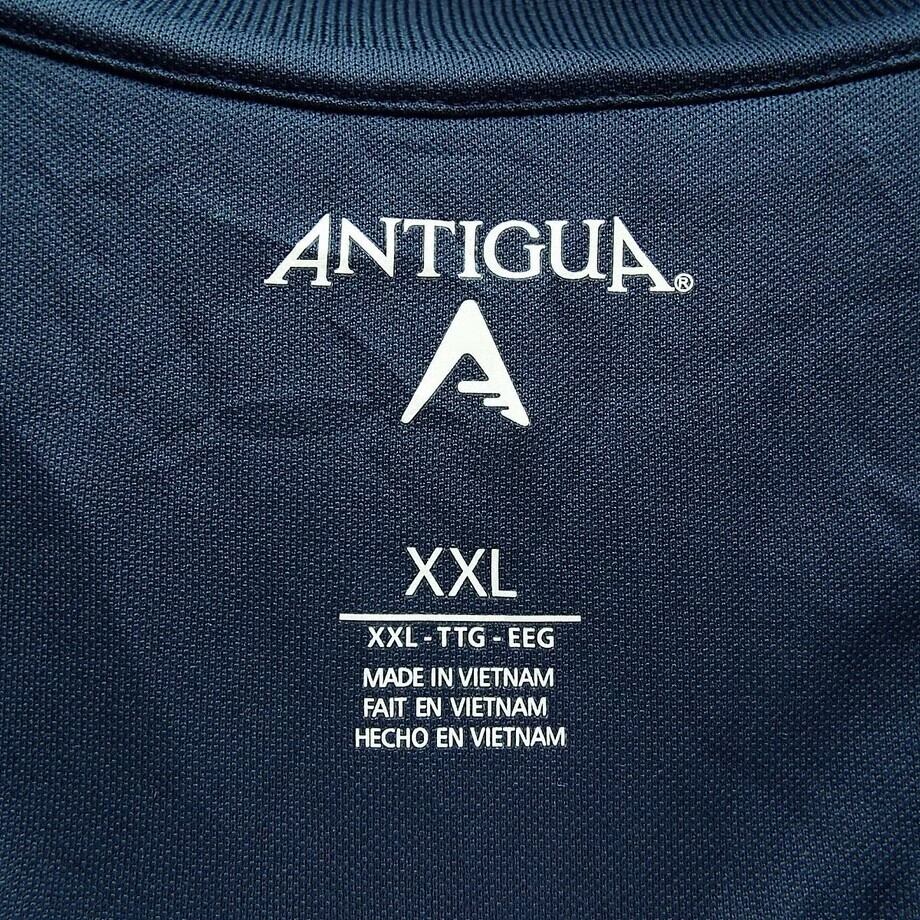 ANTIGUA®
XXL
XXL - TTG - EEG
MADE IN VIETNAM
FAIT EN VIETNAM
HECHO EN VIETNAM